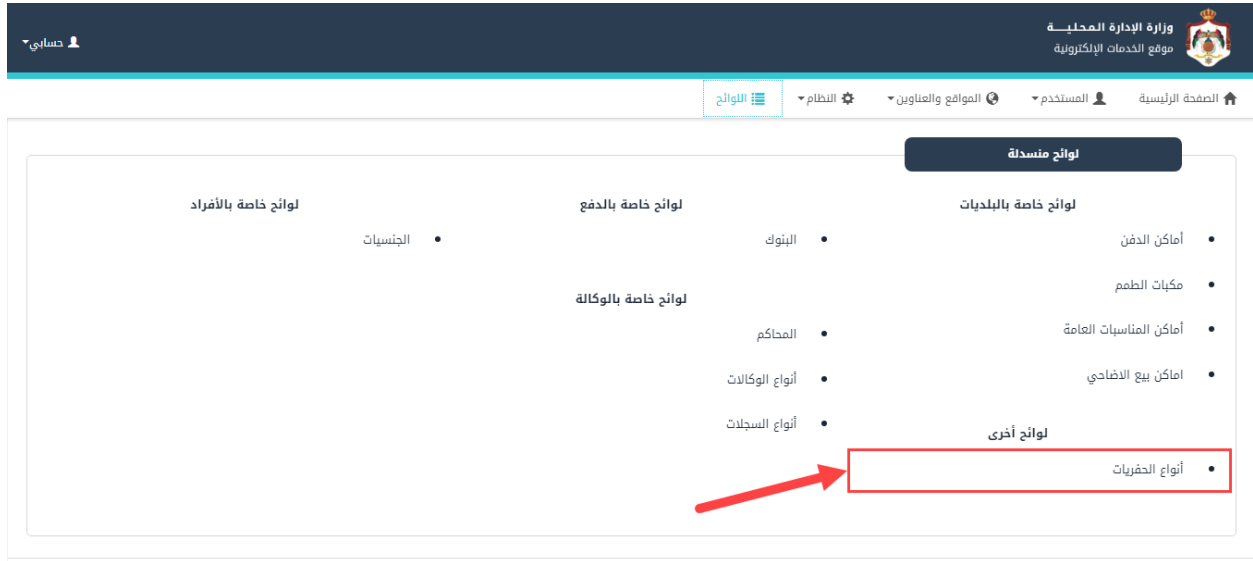 وزارة الإدارة المحليـــة
موقع الخدمات الإلكترونية
حسابي
الصفحة الرئيسية
المستخدم
المواقع والعناوين
النظام
اللوائح
لوائح منسدلة
لوائح خاصة بالبلديات
أماكن الدفن
مكبات الطمم
أماكن المناسبات العامة
اماكن بيع الاضاحي
لوائح أخرى
أنواع الحفريات
لوائح خاصة بالدفع
البنوك
لوائح خاصة بالوكالة
المحاكم
أنواع الوكالات
أنواع السجلات
لوائح خاصة بالأفراد
الجنسيات